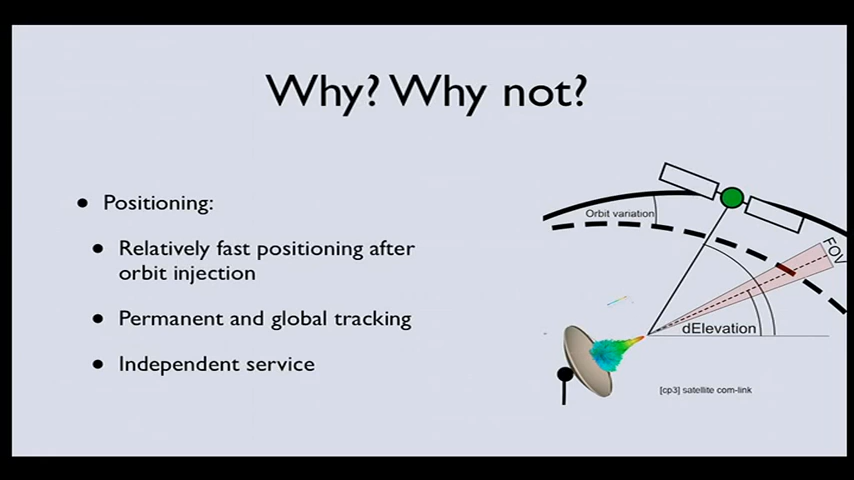 Why? Why not?
● Positioning:
● Relatively fast positioning after
orbit injection
● Permanent and global tracking
● Independent service
Orbit variation
FOV
dElevation
[cp3] satellite com-link